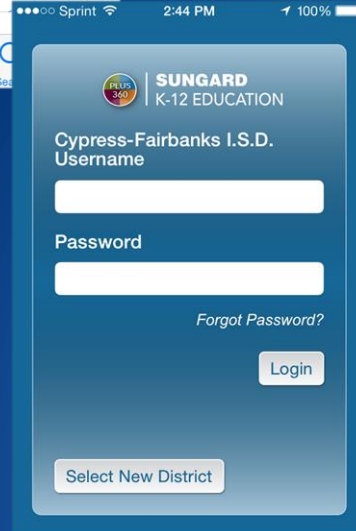 Sprint 2:44 PM 100%
PLUS 360
SUNGARD
K-12 EDUCATION
Cypress-Fairbanks I.S.D.
Username
Password
Forgot Password?
Login
Select New District